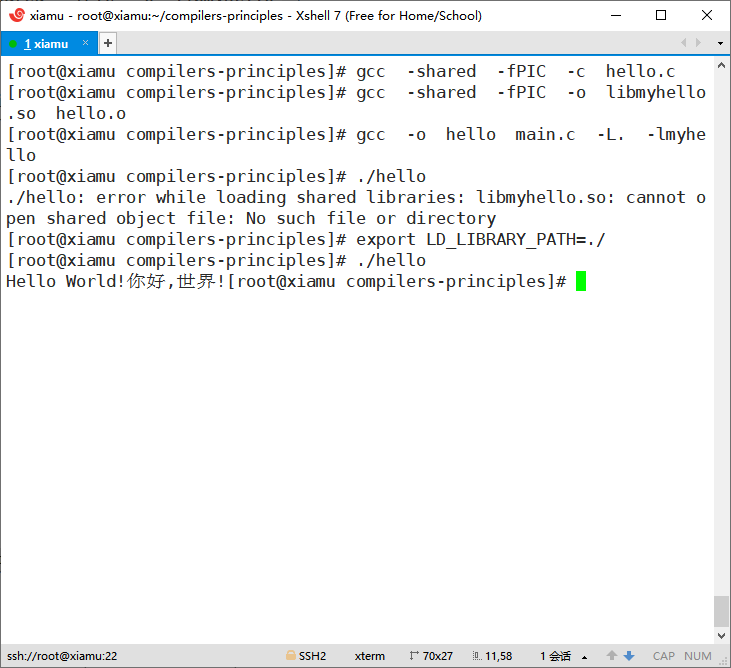 xiamu - root@xiamu:~/compilers-principles - Xshell 7 (Free for Home/School)
1 xiamu × +
[root@xiamu compilers-principles]# gcc  -shared  -fPIC  -c  hello.c
[root@xiamu compilers-principles]# gcc  -shared  -fPIC  -o  libmyhello
.so  hello.o
[root@xiamu compilers-principles]# gcc  -o  hello  main.c  -L.  -lmyhe
llo
[root@xiamu compilers-principles]# ./hello
./hello: error while loading shared libraries: libmyhello.so: cannot o
pen shared object file: No such file or directory
[root@xiamu compilers-principles]# export LD_LIBRARY_PATH=./
[root@xiamu compilers-principles]# ./hello
Hello World!你好,世界![root@xiamu compilers-principles]#
ssh://root@xiamu:22 SSH2 xterm 70x27 11,58 1 会话 CAP NUM